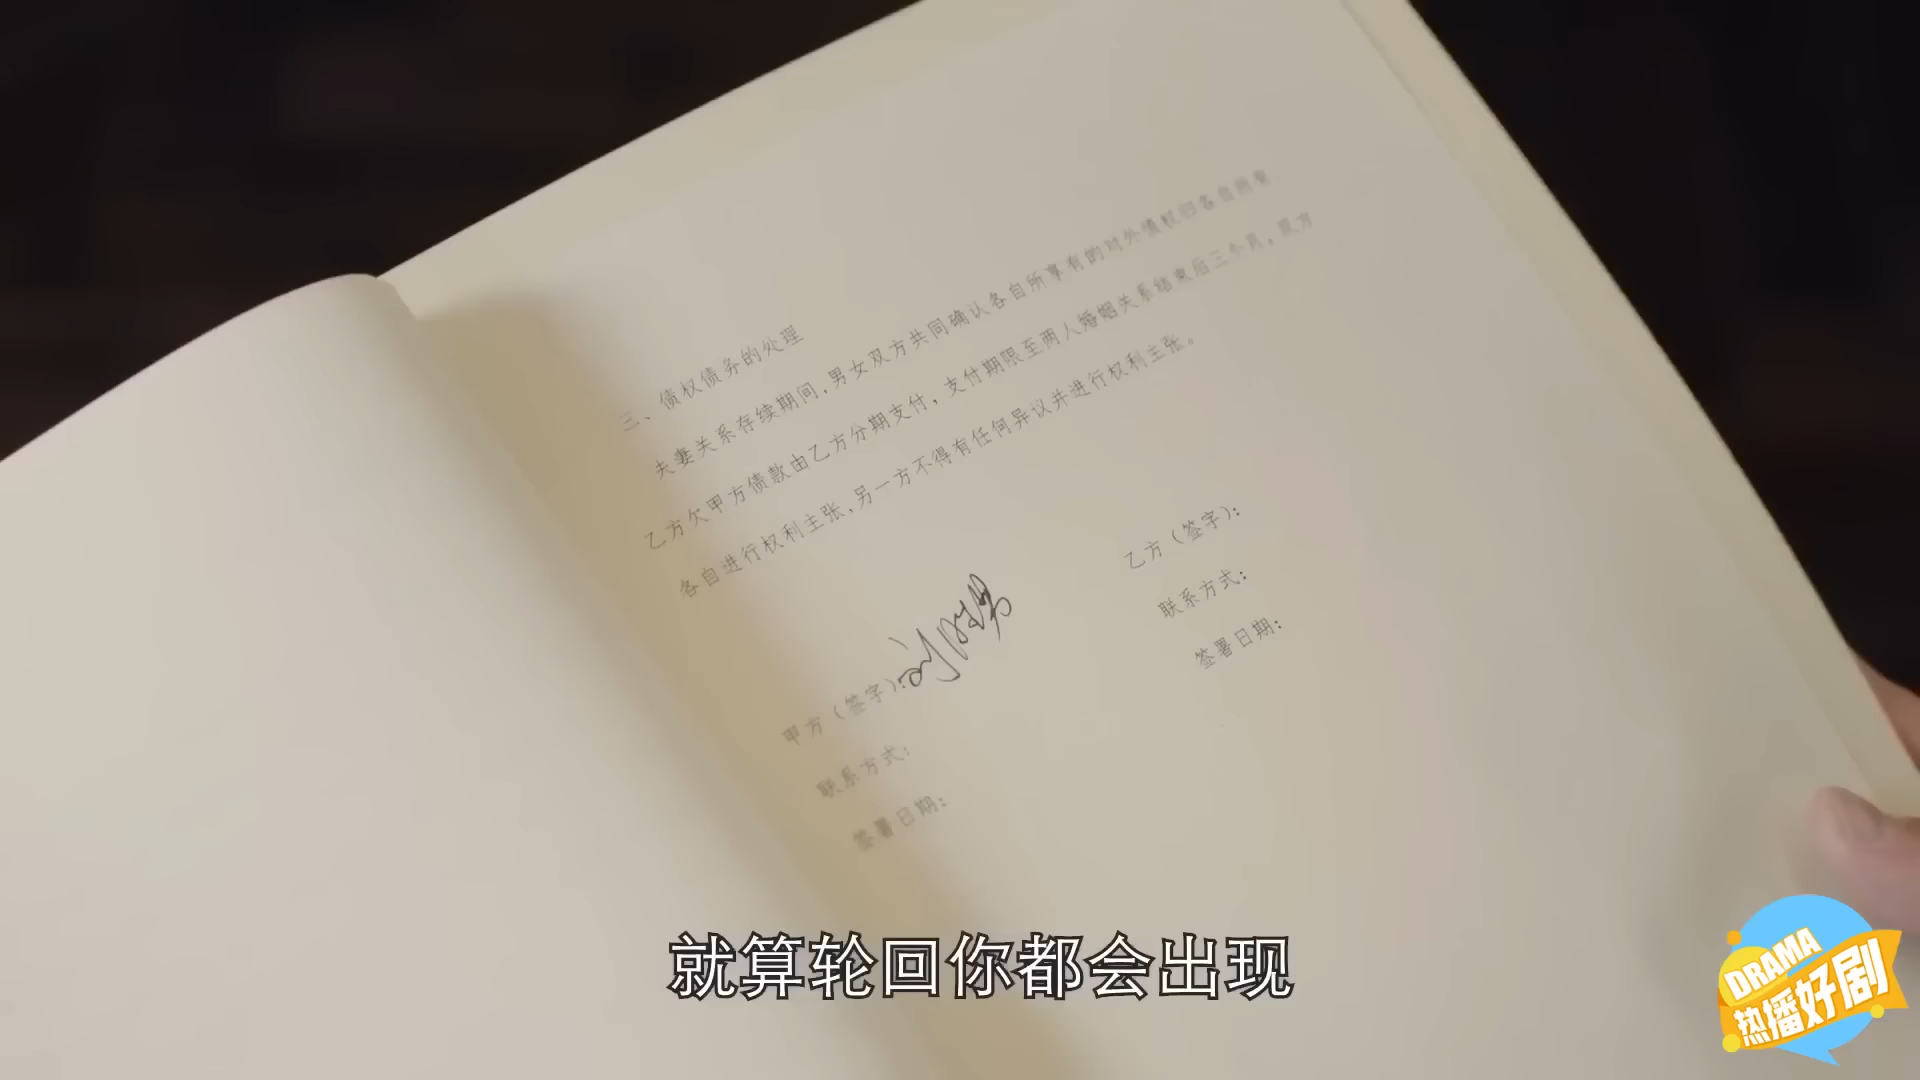 三、债权债务的处理
夫妻关系存续期间,男女双方共同确认各自所享有的对外债权归各自所有
乙方欠甲方债款由乙方分期支付，支付期限至两人婚姻关系结束后三个月，双方
各自进行权利主张,另一方不得有任何异议并进行权利主张。
乙方（签字）：
联系方式：
签署日期：
甲方（签字）：
联系方式：
签署日期：
就算轮回你都会出现
DRAMA
热播好剧